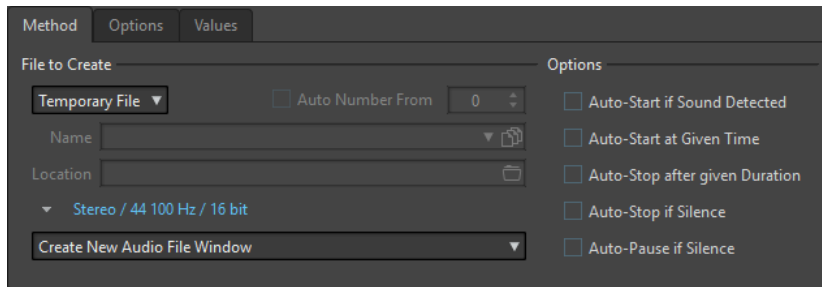 Method Options Values
File to Create
Temporary File Auto Number From 0
Name
Location
Stereo / 44 100 Hz / 16 bit
Create New Audio File Window
Options
Auto-Start if Sound Detected
Auto-Start at Given Time
Auto-Stop after given Duration
Auto-Stop if Silence
Auto-Pause if Silence